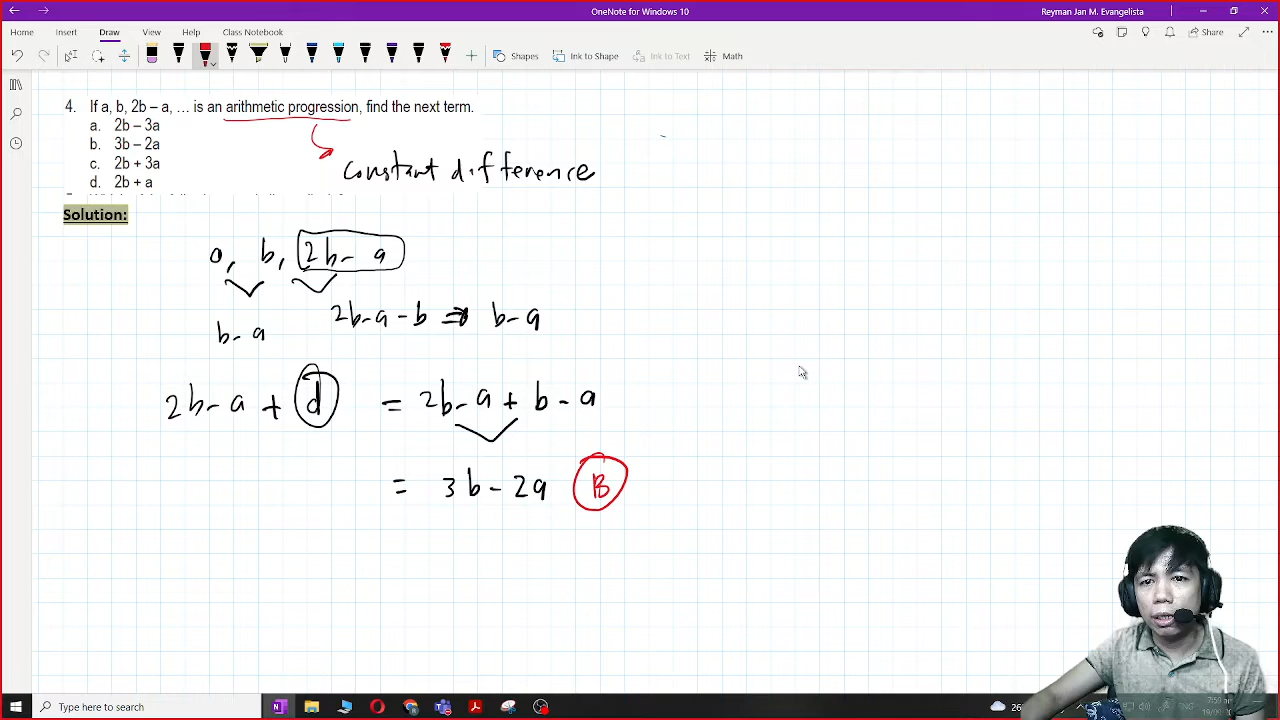 OneNote for Windows 10
Reyman Jan M. Evangelista
Home Insert Draw View Help Class Notebook
Share
Shapes Ink to Shape Ink to Text Math
4. If a, b, 2b – a, … is an arithmetic progression, find the next term.
a. 2b – 3a
b. 3b – 2a
c. 2b + 3a
d. 2b + a
constant difference
Solution:
a, b, 2b - a
b - a
2b - a - b ⇒ b - a
2b - a + d = 2b - a + b - a
= 3b - 2a B
Type here to search